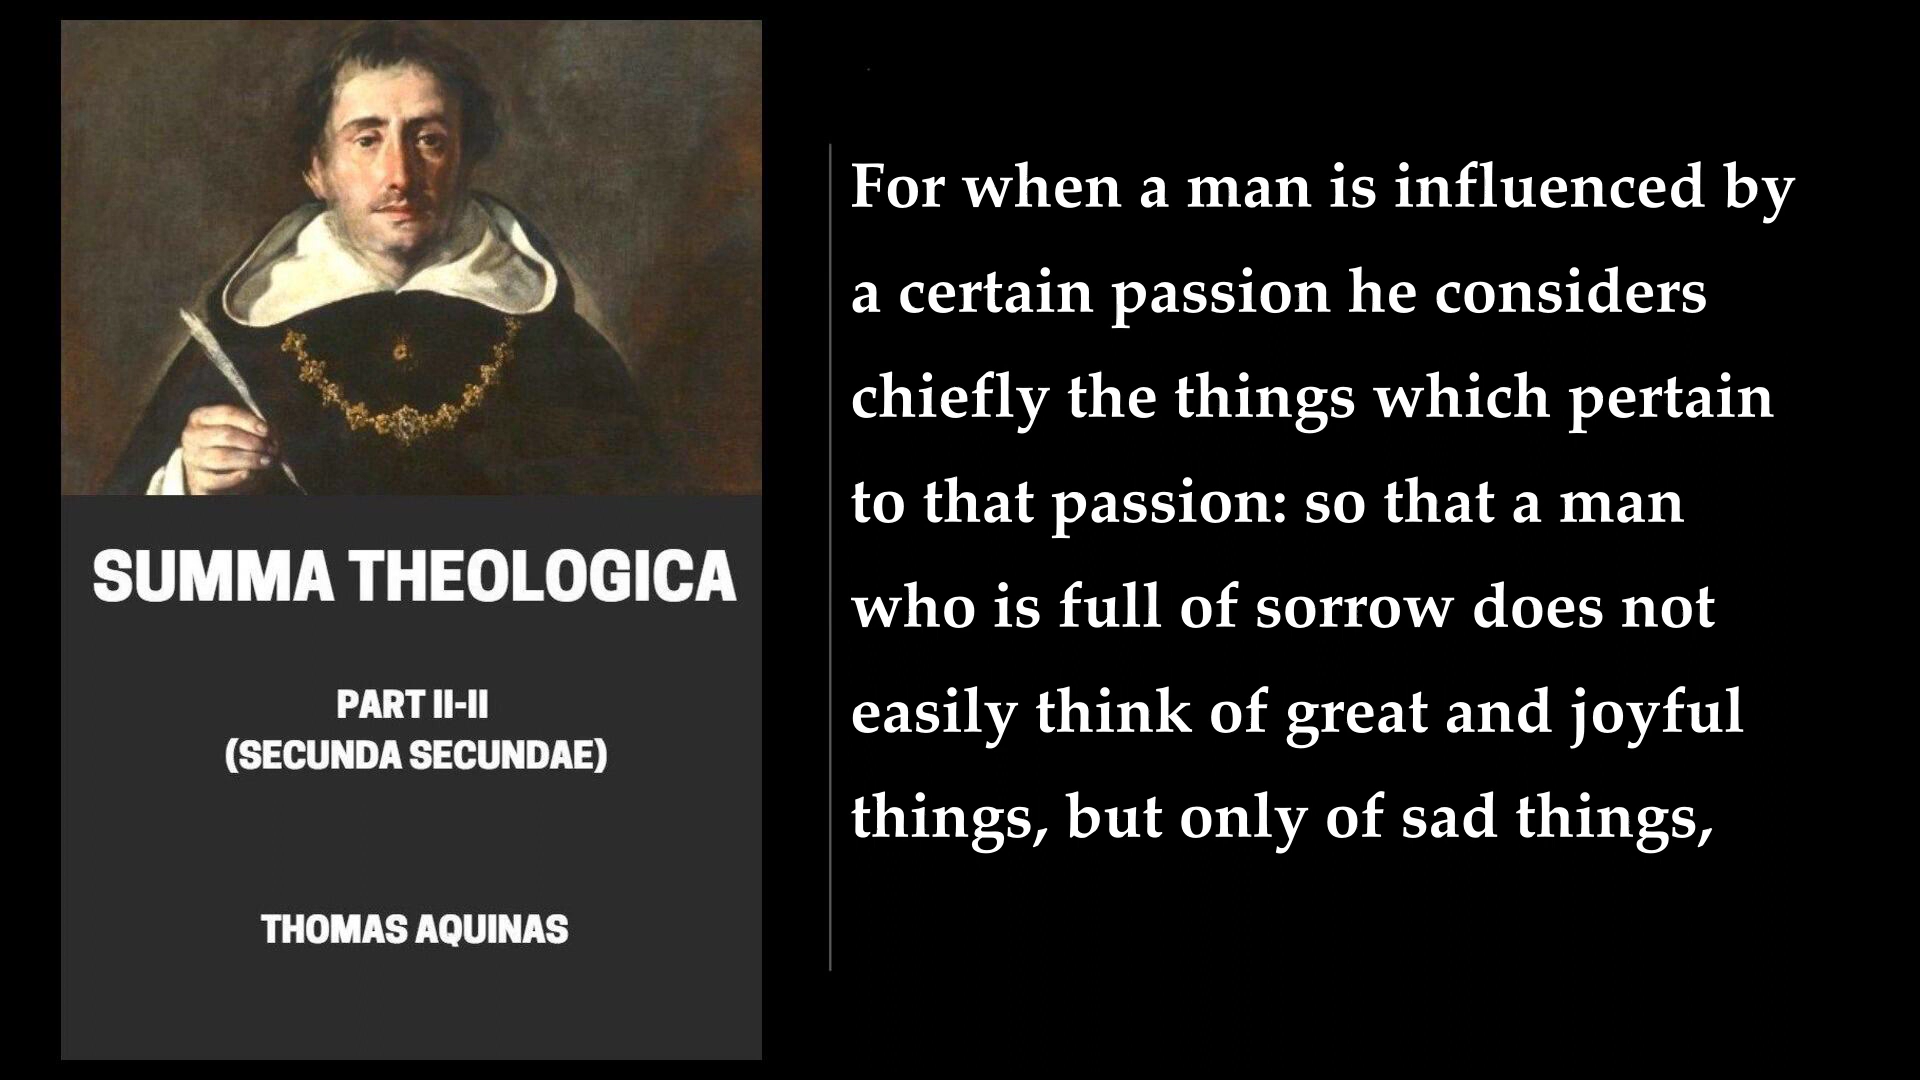 SUMMA THEOLOGICA
PART II-II
(SECUNDA SECUNDAE)
THOMAS AQUINAS
For when a man is influenced by
a certain passion he considers
chiefly the things which pertain
to that passion: so that a man
who is full of sorrow does not
easily think of great and joyful
things, but only of sad things,